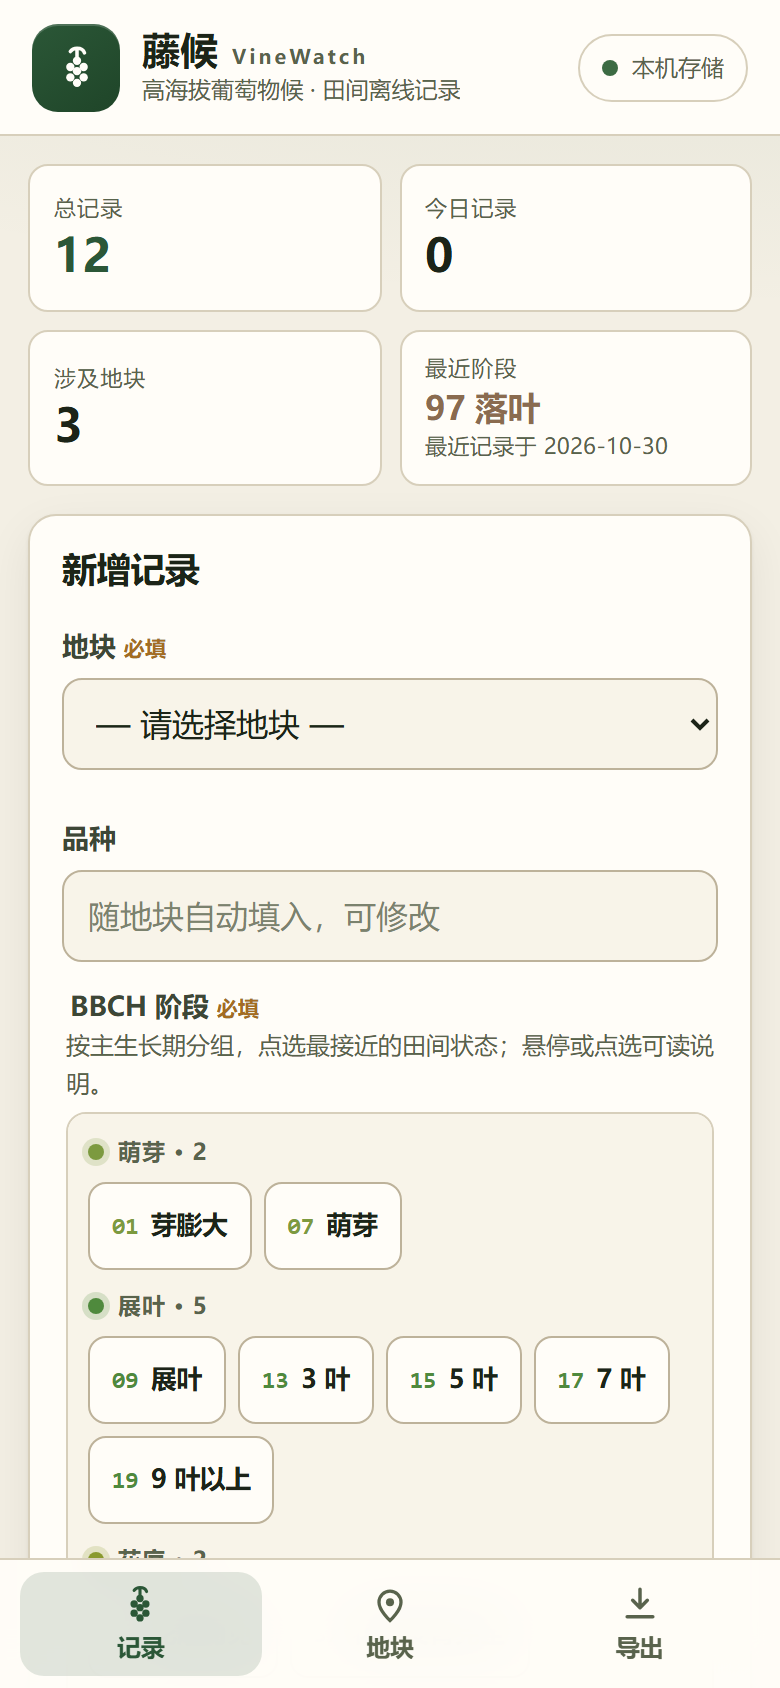 藤候 VineWatch
高海拔葡萄物候 · 田间离线记录
本机存储
总记录
12
今日记录
0
涉及地块
3
最近阶段
97 落叶
最近记录于 2026-10-30
新增记录
地块 必填
— 请选择地块 —
品种
随地块自动填入，可修改
BBCH 阶段 必填
按主生长期分组，点选最接近的田间状态；悬停或点选可读说
明。
萌芽 • 2
01 芽膨大
07 萌芽
展叶 • 5
09 展叶
13 3 叶
15 5 叶
17 7 叶
19 9 叶以上
记录
地块
导出